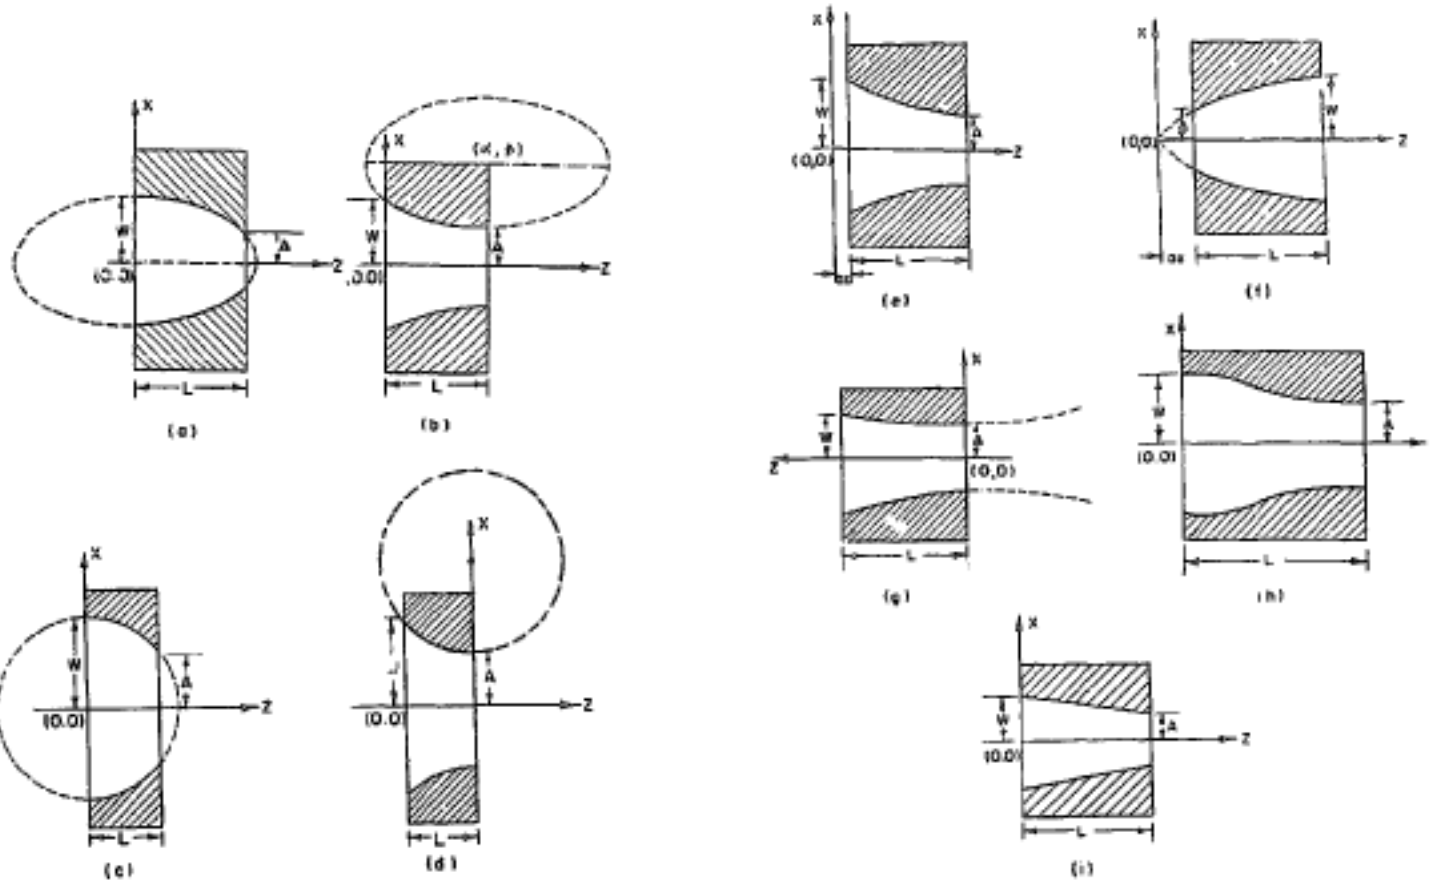 X
W
A
(0.0)
Z
L
(a)
X
(α, β)
W
A
,0.0)
Z
L
(b)
X
W
A
(0.0)
Z
L
(c)
X
A
(0.0)
Z
L
(d)
X
W
A
(0,0)
Z
L
(e)
X
W
(0,0)
Z
L
(f)
X
W
A
Z
(0,0)
L
(g)
X
W
A
(0.0)
L
(h)
X
W
A
(0.0)
Z
L
(i)